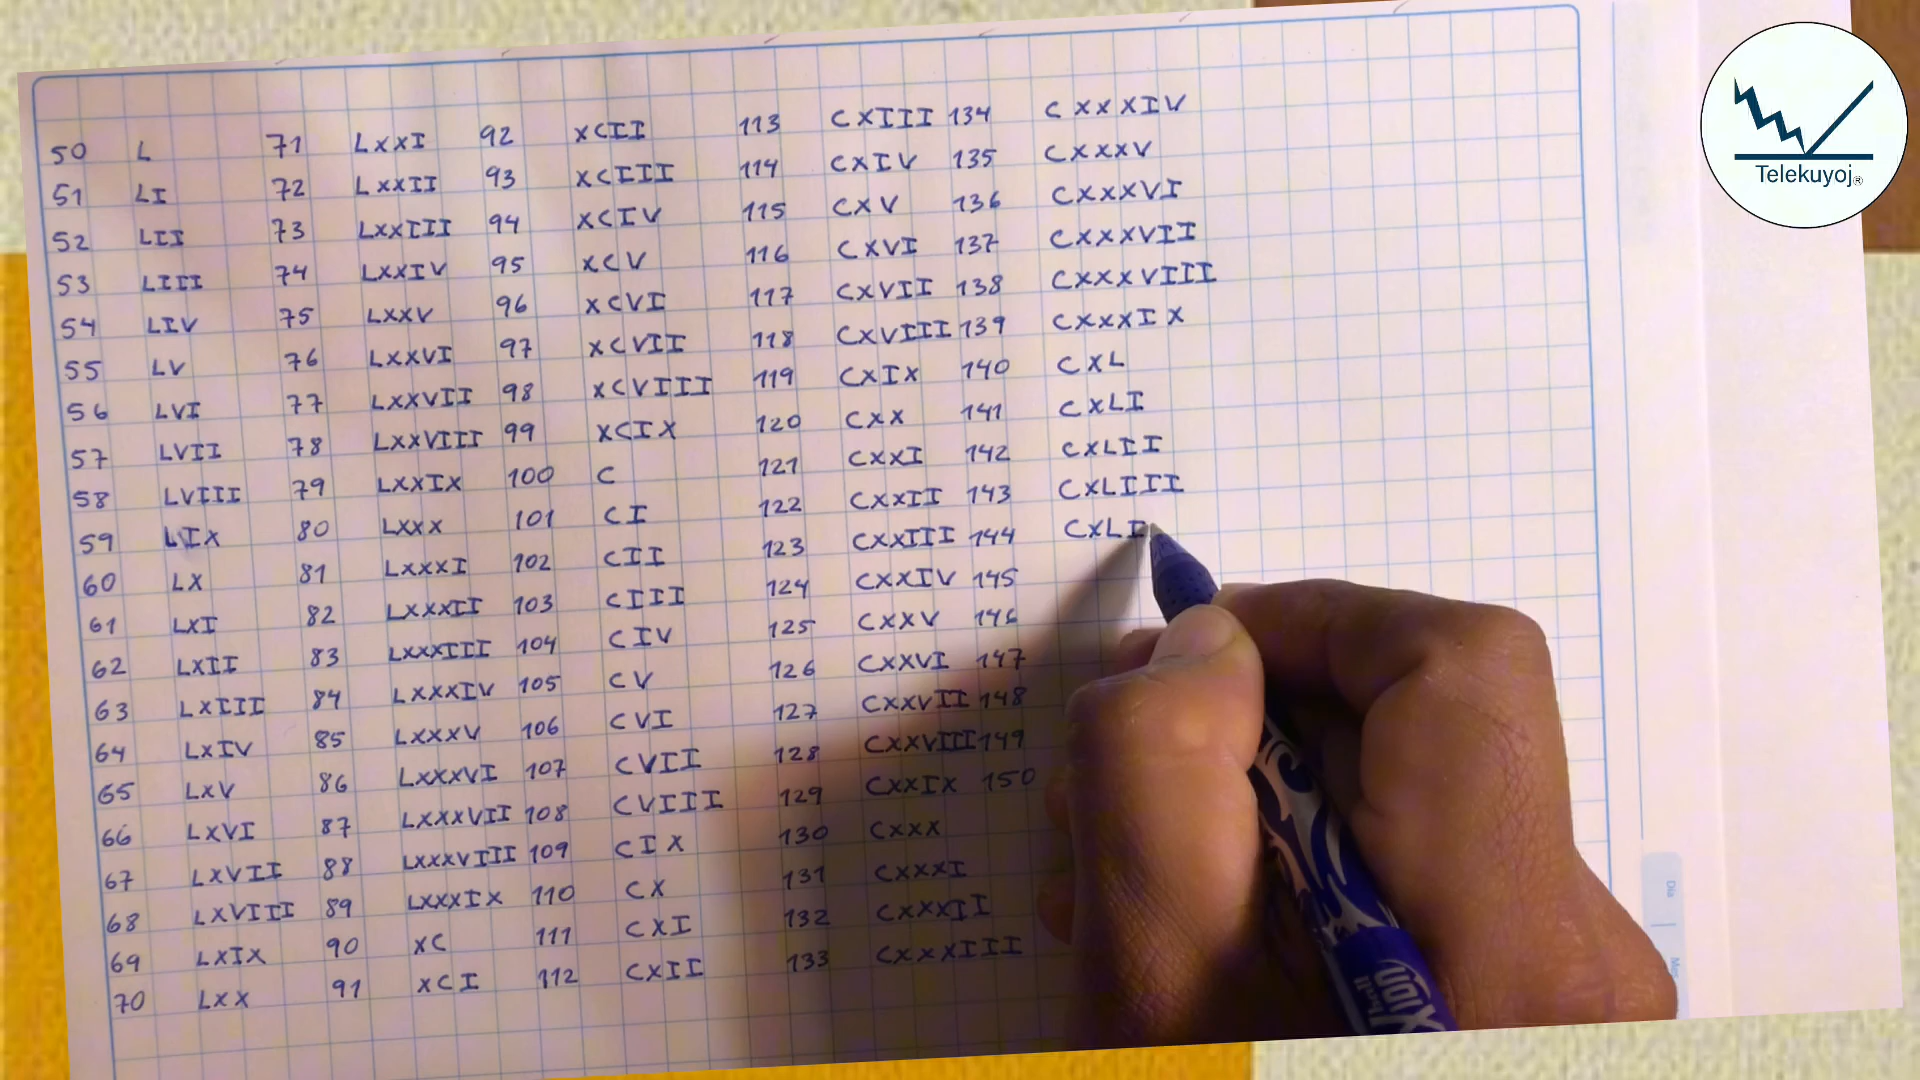 50 L 71 LXXI 92 XCII 113 CXIII 134 CXXXIV
51 LI 72 LXXII 93 XCIII 114 CXIV 135 CXXXV
52 LII 73 LXXIII 94 XCIV 115 CXV 136 CXXXVI
53 LIII 74 LXXIV 95 XCV 116 CXVI 137 CXXXVII
54 LIV 75 LXXV 96 XCVI 117 CXVII 138 CXXXVIII
55 LV 76 LXXVI 97 XCVII 118 CXVIII 139 CXXXIX
56 LVI 77 LXXVII 98 XCVIII 119 CXIX 140 CXL
57 LVII 78 LXXVIII 99 XCIX 120 CXX 141 CXLI
58 LVIII 79 LXXIX 100 C 121 CXXI 142 CXLII
59 LIX 80 LXXX 101 CI 122 CXXII 143 CXLIII
60 LX 81 LXXXI 102 CII 123 CXXIII 144 CXLI
61 LXI 82 LXXXII 103 CIII 124 CXXIV 145
62 LXII 83 LXXXIII 104 CIV 125 CXXV 146
63 LXIII 84 LXXXIV 105 CV 126 CXXVI 147
64 LXIV 85 LXXXV 106 CVI 127 CXXVII 148
65 LXV 86 LXXXVI 107 CVII 128 CXXVIII 149
66 LXVI 87 LXXXVII 108 CVIII 129 CXXIX 150
67 LXVII 88 LXXXVIII 109 CIX 130 CXXX
68 LXVIII 89 LXXXIX 110 CX 131 CXXXI
69 LXIX 90 XC 111 CXI 132 CXXXII
70 LXX 91 XCI 112 CXII 133 CXXXIII
Telekuyoj®
Día